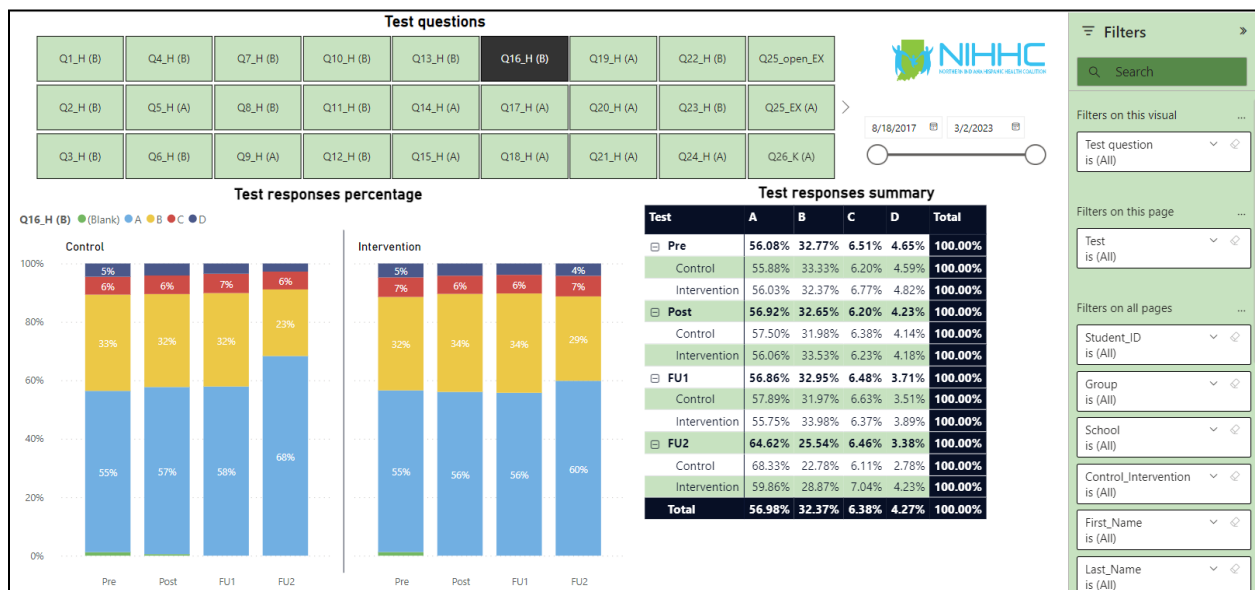 Test questions
Q1_H (B) Q4_H (B) Q7_H (B) Q10_H (B) Q13_H (B) Q16_H (B) Q19_H (A) Q22_H (B) Q25_open_EX
Q2_H (B) Q5_H (A) Q8_H (B) Q11_H (B) Q14_H (A) Q17_H (A) Q20_H (A) Q23_H (B) Q25_EX (A)
Q3_H (B) Q6_H (B) Q9_H (A) Q12_H (B) Q15_H (A) Q18_H (A) Q21_H (A) Q24_H (A) Q26_K (A)
NIHHC
NORTHERN INDIANA HISPANIC HEALTH COALITION
8/18/2017 3/2/2023
Test responses percentage
Q16_H (B) (Blank) A B C D
Control Intervention
100%
80%
60%
40%
20%
0%
5% 5% 4%
6% 6% 7% 6% 7% 6% 6% 7%
33% 32% 32% 23% 32% 34% 34% 29%
55% 57% 58% 68% 55% 56% 56% 60%
Pre Post FU1 FU2 Pre Post FU1 FU2
Test responses summary
Test A B C D Total
Pre 56.08% 32.77% 6.51% 4.65% 100.00%
Control 55.88% 33.33% 6.20% 4.59% 100.00%
Intervention 56.03% 32.37% 6.77% 4.82% 100.00%
Post 56.92% 32.65% 6.20% 4.23% 100.00%
Control 57.50% 31.98% 6.38% 4.14% 100.00%
Intervention 56.06% 33.53% 6.23% 4.18% 100.00%
FU1 56.86% 32.95% 6.48% 3.71% 100.00%
Control 57.89% 31.97% 6.63% 3.51% 100.00%
Intervention 55.75% 33.98% 6.37% 3.89% 100.00%
FU2 64.62% 25.54% 6.46% 3.38% 100.00%
Control 68.33% 22.78% 6.11% 2.78% 100.00%
Intervention 59.86% 28.87% 7.04% 4.23% 100.00%
Total 56.98% 32.37% 6.38% 4.27% 100.00%
Filters
Search
Filters on this visual ...
Test question
is (All)
Filters on this page ...
Test
is (All)
Filters on all pages ...
Student_ID
is (All)
Group
is (All)
School
is (All)
Control_Intervention
is (All)
First_Name
is (All)
Last_Name
is (All)